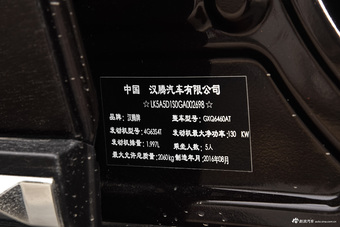 中国 汉腾汽车有限公司
☆LK5A5D1S0GA002698☆
品牌：汉腾牌 整车型号：GXQ6460AT
发动机型号：4G63S4T 发动机最大净功率：130 KW
发动机排量：1.997L 乘坐人数：5人
最大允许总质量：2060kg 制造年月：2016年08月